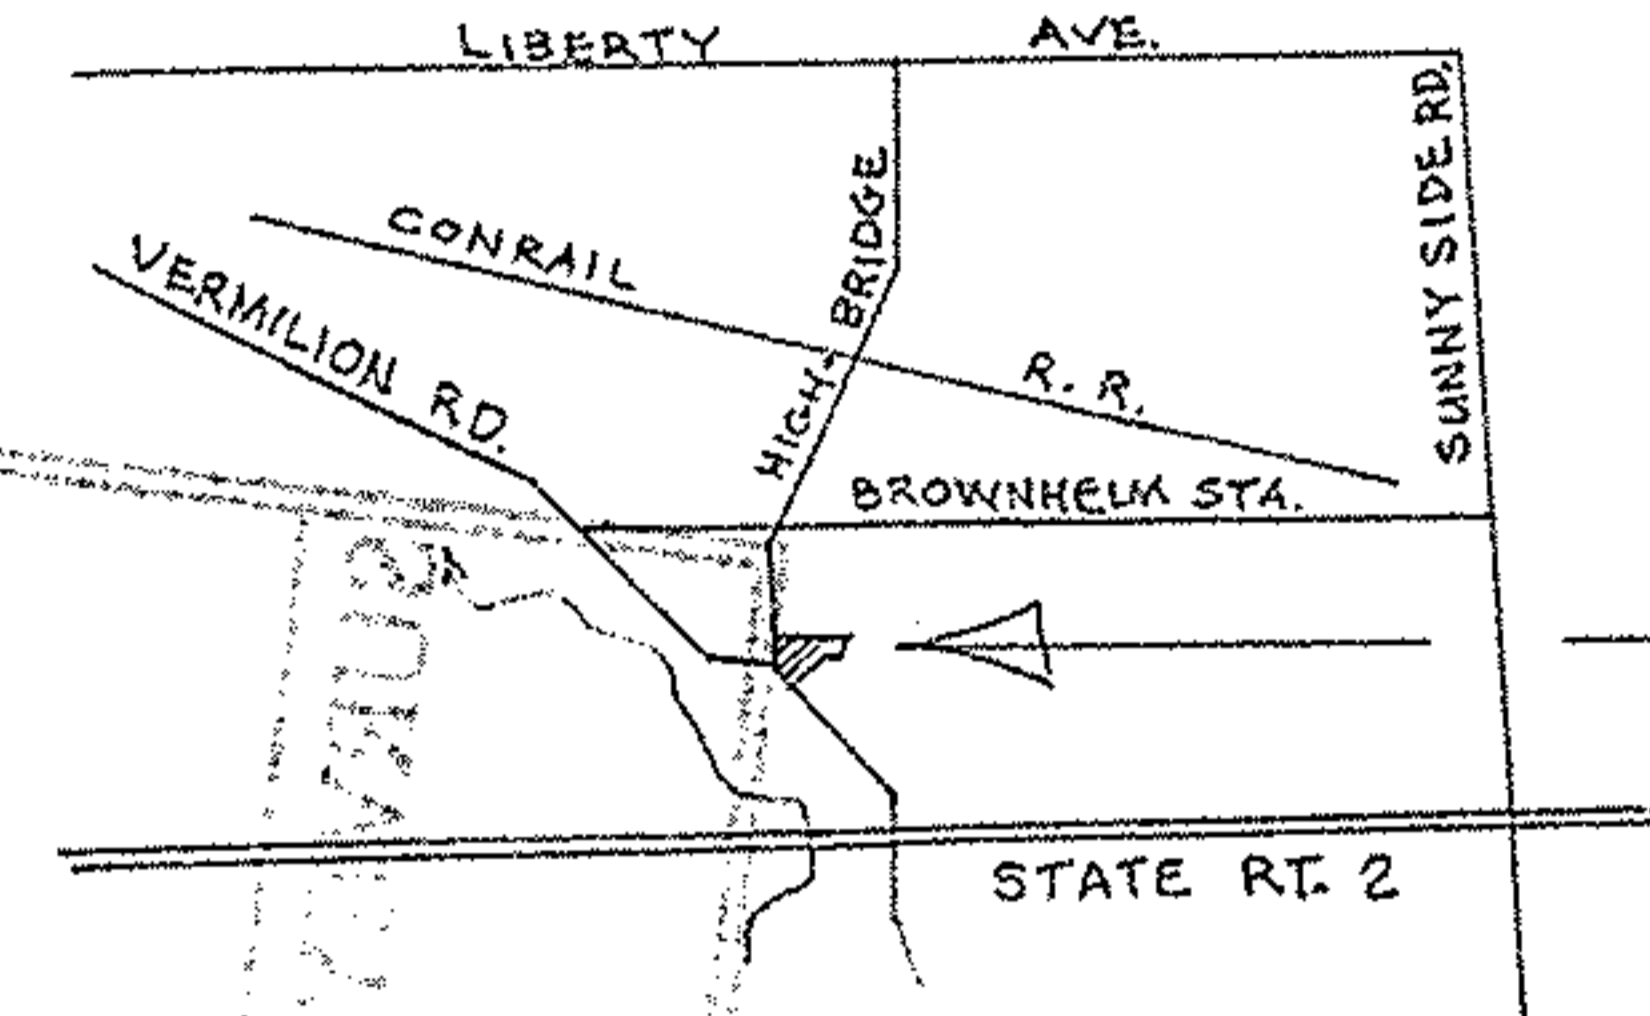 LIBERTY AVE.
SUNNY SIDE RD.
HIGH BRIDGE
CONRAIL R. R.
VERMILION RD.
BROWNHELM STA.
STATE RT. 2